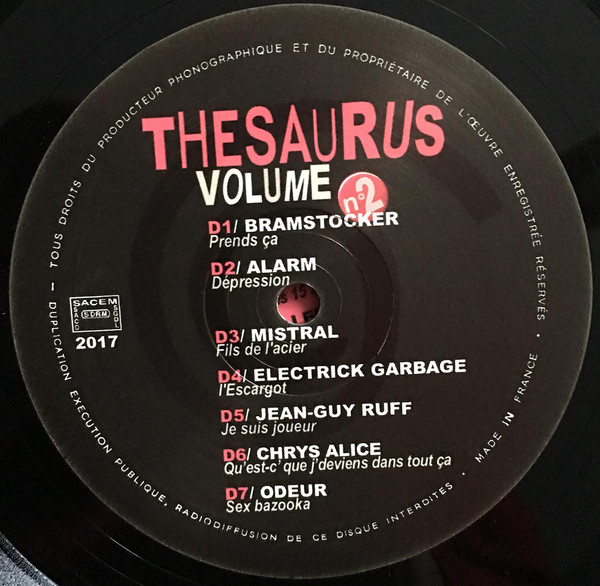 TOUS DROITS DU PRODUCTEUR PHONOGRAPHIQUE ET DU PROPRIÉTAIRE DE L'ŒUVRE ENREGISTRÉE RÉSERVÉS
THESAURUS
VOLUME n°2
D1/ BRAMSTOCKER
Prends ça
D2/ ALARM
Dépression
D3/ MISTRAL
Fils de l'acier
D4/ ELECTRICK GARBAGE
l'Escargot
D5/ JEAN-GUY RUFF
Je suis joueur
D6/ CHRYS ALICE
Qu'est-c' que j'deviens dans tout ça
D7/ ODEUR
Sex bazooka
SACEM
SACD SDRM SGDL
2017
– DUPLICATION EXECUTION PUBLIQUE, RADIODIFFUSION DE CE DISQUE INTERDITES • MADE IN FRANCE •